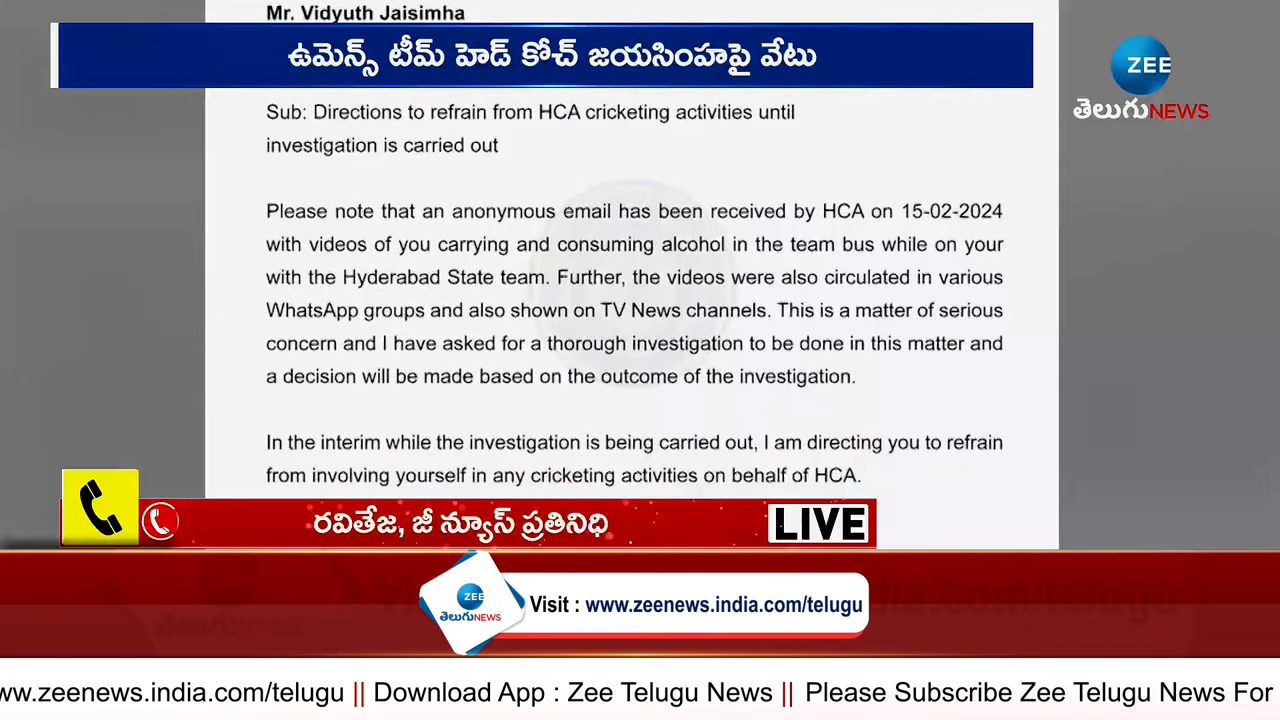 Mr. Vidyuth Jaisimha
ఉమెన్స్ టీమ్ హెడ్ కోచ్ జయసింహపై వేటు
ZEE
తెలుగు NEWS
Sub: Directions to refrain from HCA cricketing activities until
investigation is carried out
Please note that an anonymous email has been received by HCA on 15-02-2024
with videos of you carrying and consuming alcohol in the team bus while on your
with the Hyderabad State team. Further, the videos were also circulated in various
WhatsApp groups and also shown on TV News channels. This is a matter of serious
concern and I have asked for a thorough investigation to be done in this matter and
a decision will be made based on the outcome of the investigation.
In the interim while the investigation is being carried out, I am directing you to refrain
from involving yourself in any cricketing activities on behalf of HCA.
రవితేజ, జీ న్యూస్ ప్రతినిధి
LIVE
ZEE
తెలుగు NEWS
Visit : www.zeenews.india.com/telugu
ww.zeenews.india.com/telugu || Download App : Zee Telugu News || Please Subscribe Zee Telugu News For